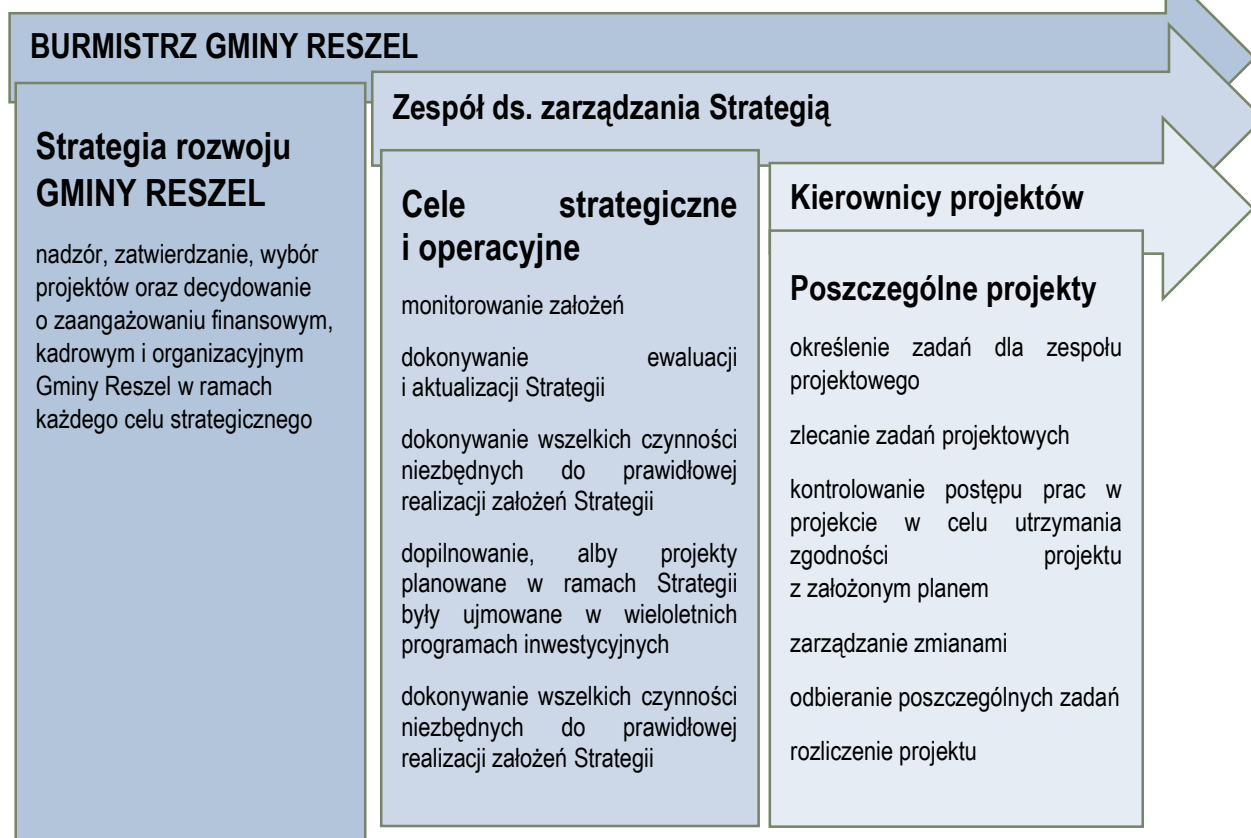 BURMISTRZ GMINY RESZEL
Strategia rozwoju
GMINY RESZEL
nadzór, zatwierdzanie, wybór
projektów oraz decydowanie
o zaangażowaniu finansowym,
kadrowym i organizacyjnym
Gminy Reszel w ramach
każdego celu strategicznego
Zespół ds. zarządzania Strategią
Cele strategiczne
i operacyjne
monitorowanie założeń
dokonywanie ewaluacji
i aktualizacji Strategii
dokonywanie wszelkich czynności
niezbędnych do prawidłowej
realizacji założeń Strategii
dopilnowanie, alby projekty
planowane w ramach Strategii
były ujmowane w wieloletnich
programach inwestycyjnych
dokonywanie wszelkich czynności
niezbędnych do prawidłowej
realizacji założeń Strategii
Kierownicy projektów
Poszczególne projekty
określenie zadań dla zespołu
projektowego
zlecanie zadań projektowych
kontrolowanie postępu prac w
projekcie w celu utrzymania
zgodności projektu
z założonym planem
zarządzanie zmianami
odbieranie poszczególnych zadań
rozliczenie projektu